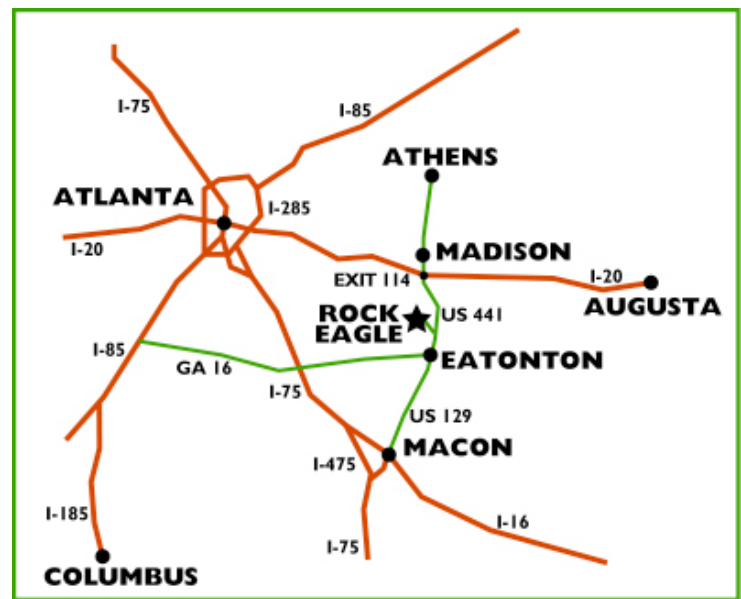 I-75
I-85
ATHENS
ATLANTA
I-285
I-20
MADISON
EXIT 114
I-20
AUGUSTA
ROCK
EAGLE
US 441
I-85
GA 16
EATONTON
I-75
US 129
MACON
I-475
I-185
I-16
I-75
COLUMBUS